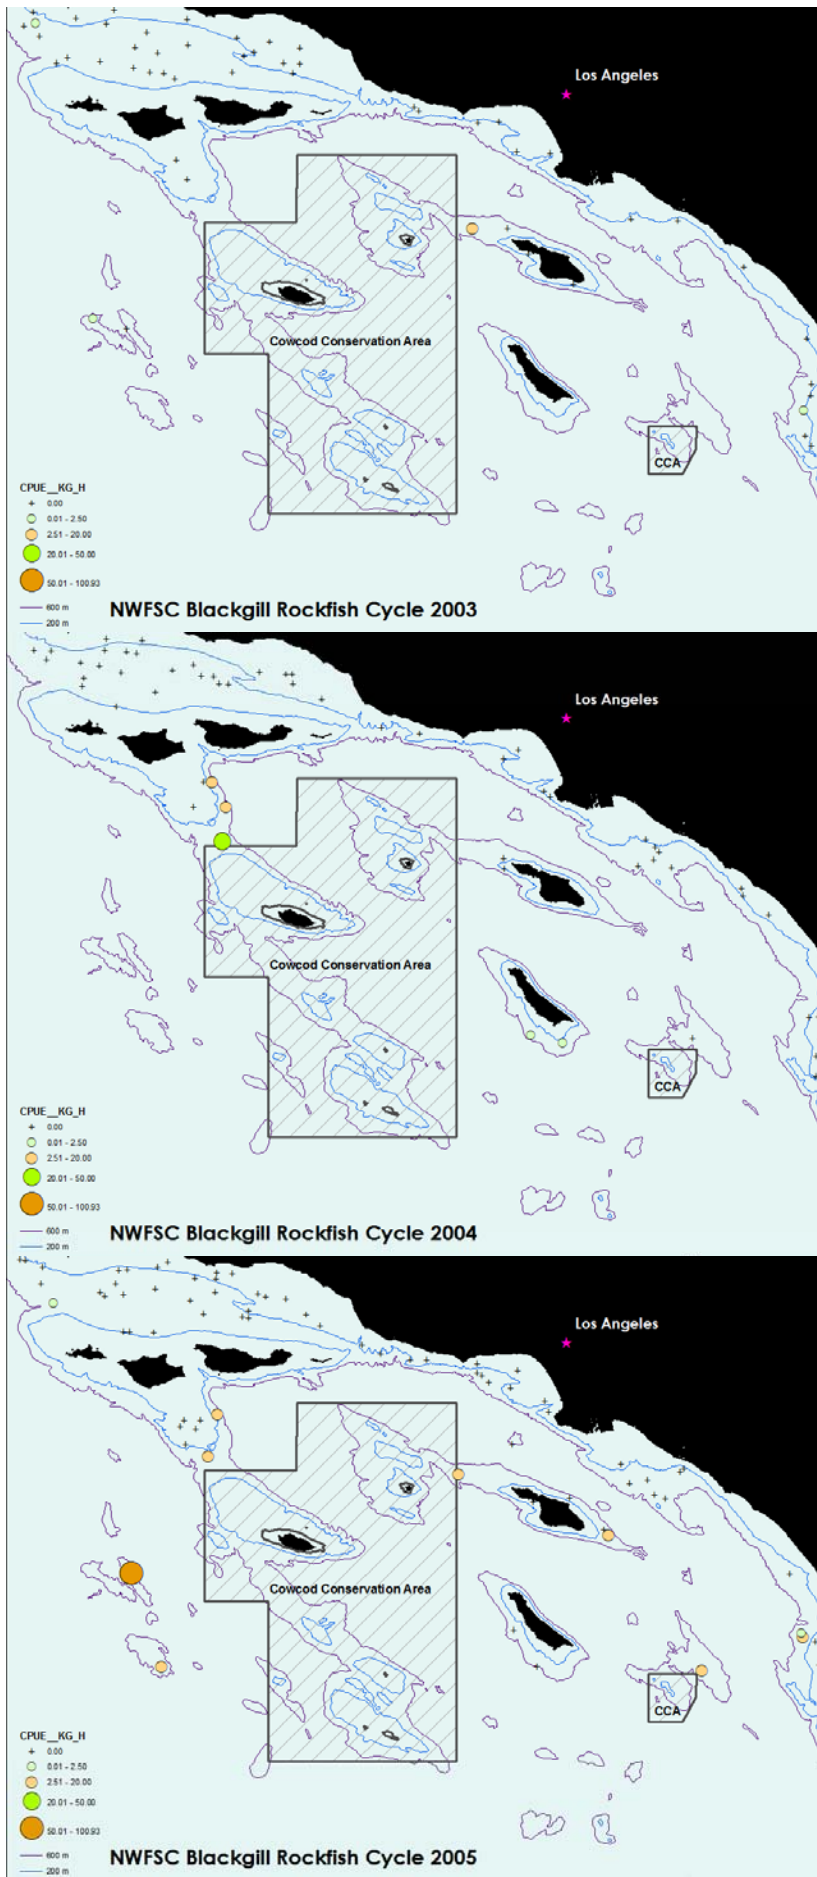 Los Angeles
Cowcod Conservation Area
CCA
CPUE__KG_H
0.00
0.01 - 2.50
2.51 - 20.00
20.01 - 50.00
50.01 - 100.93
600 m
200 m
NWFSC Blackgill Rockfish Cycle 2003
Los Angeles
Cowcod Conservation Area
CCA
CPUE__KG_H
0.00
0.01 - 2.50
2.51 - 20.00
20.01 - 50.00
50.01 - 100.93
600 m
200 m
NWFSC Blackgill Rockfish Cycle 2004
Los Angeles
Cowcod Conservation Area
CCA
CPUE__KG_H
0.00
0.01 - 2.50
2.51 - 20.00
20.01 - 50.00
50.01 - 100.93
600 m
200 m
NWFSC Blackgill Rockfish Cycle 2005